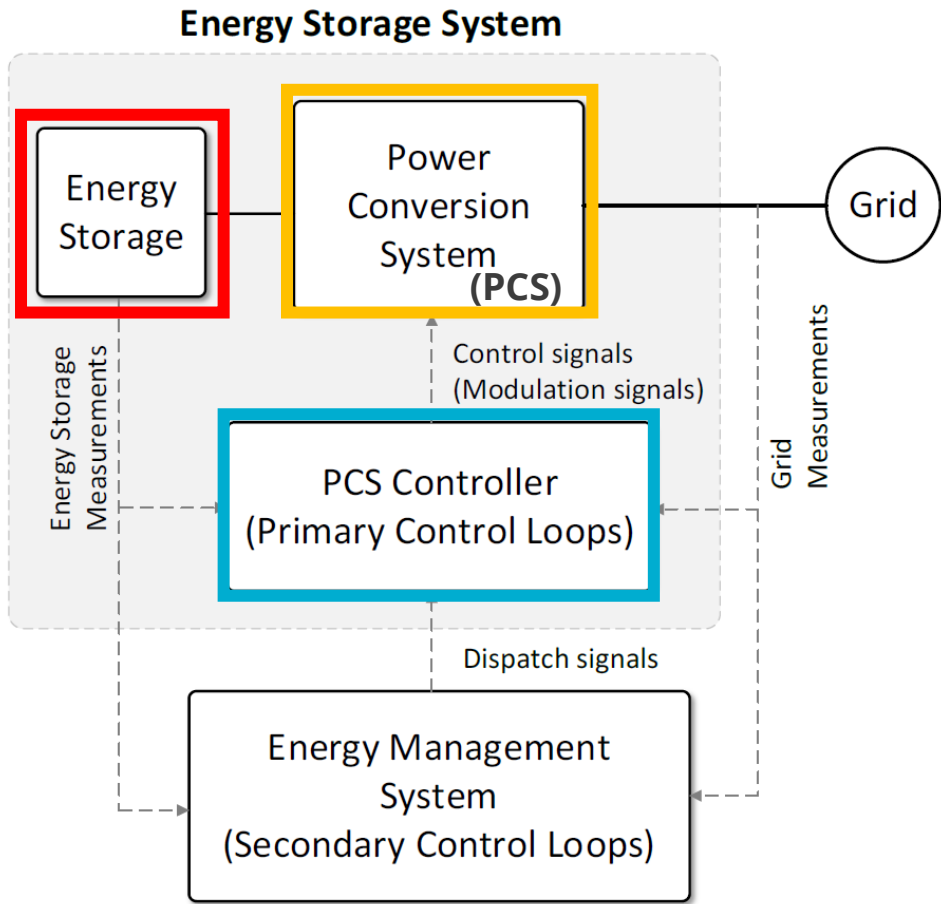 Energy Storage System
Energy
Storage
Power
Conversion
System
(PCS)
Grid
Energy Storage
Measurements
Control signals
(Modulation signals)
Grid
Measurements
PCS Controller
(Primary Control Loops)
Dispatch signals
Energy Management
System
(Secondary Control Loops)